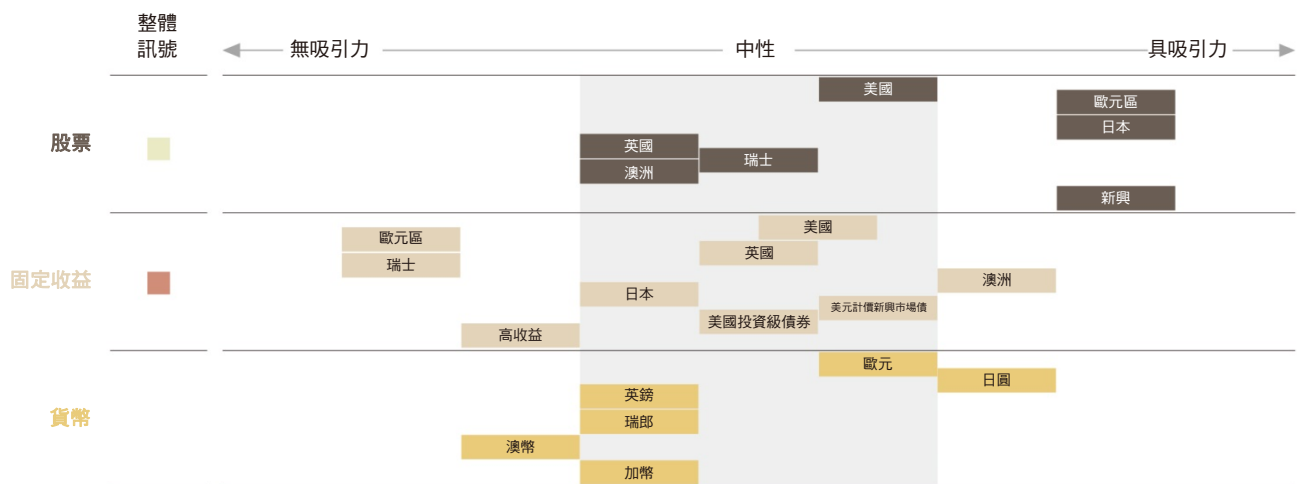 整體
訊號
無吸引力
中性
具吸引力
股票
美國
歐元區
日本
英國
澳洲
瑞士
新興
固定收益
美國
歐元區
英國
瑞士
澳洲
日本
美元計價新興市場債
美國投資級債券
高收益
貨幣
歐元
日圓
英鎊
瑞郎
澳幣
加幣